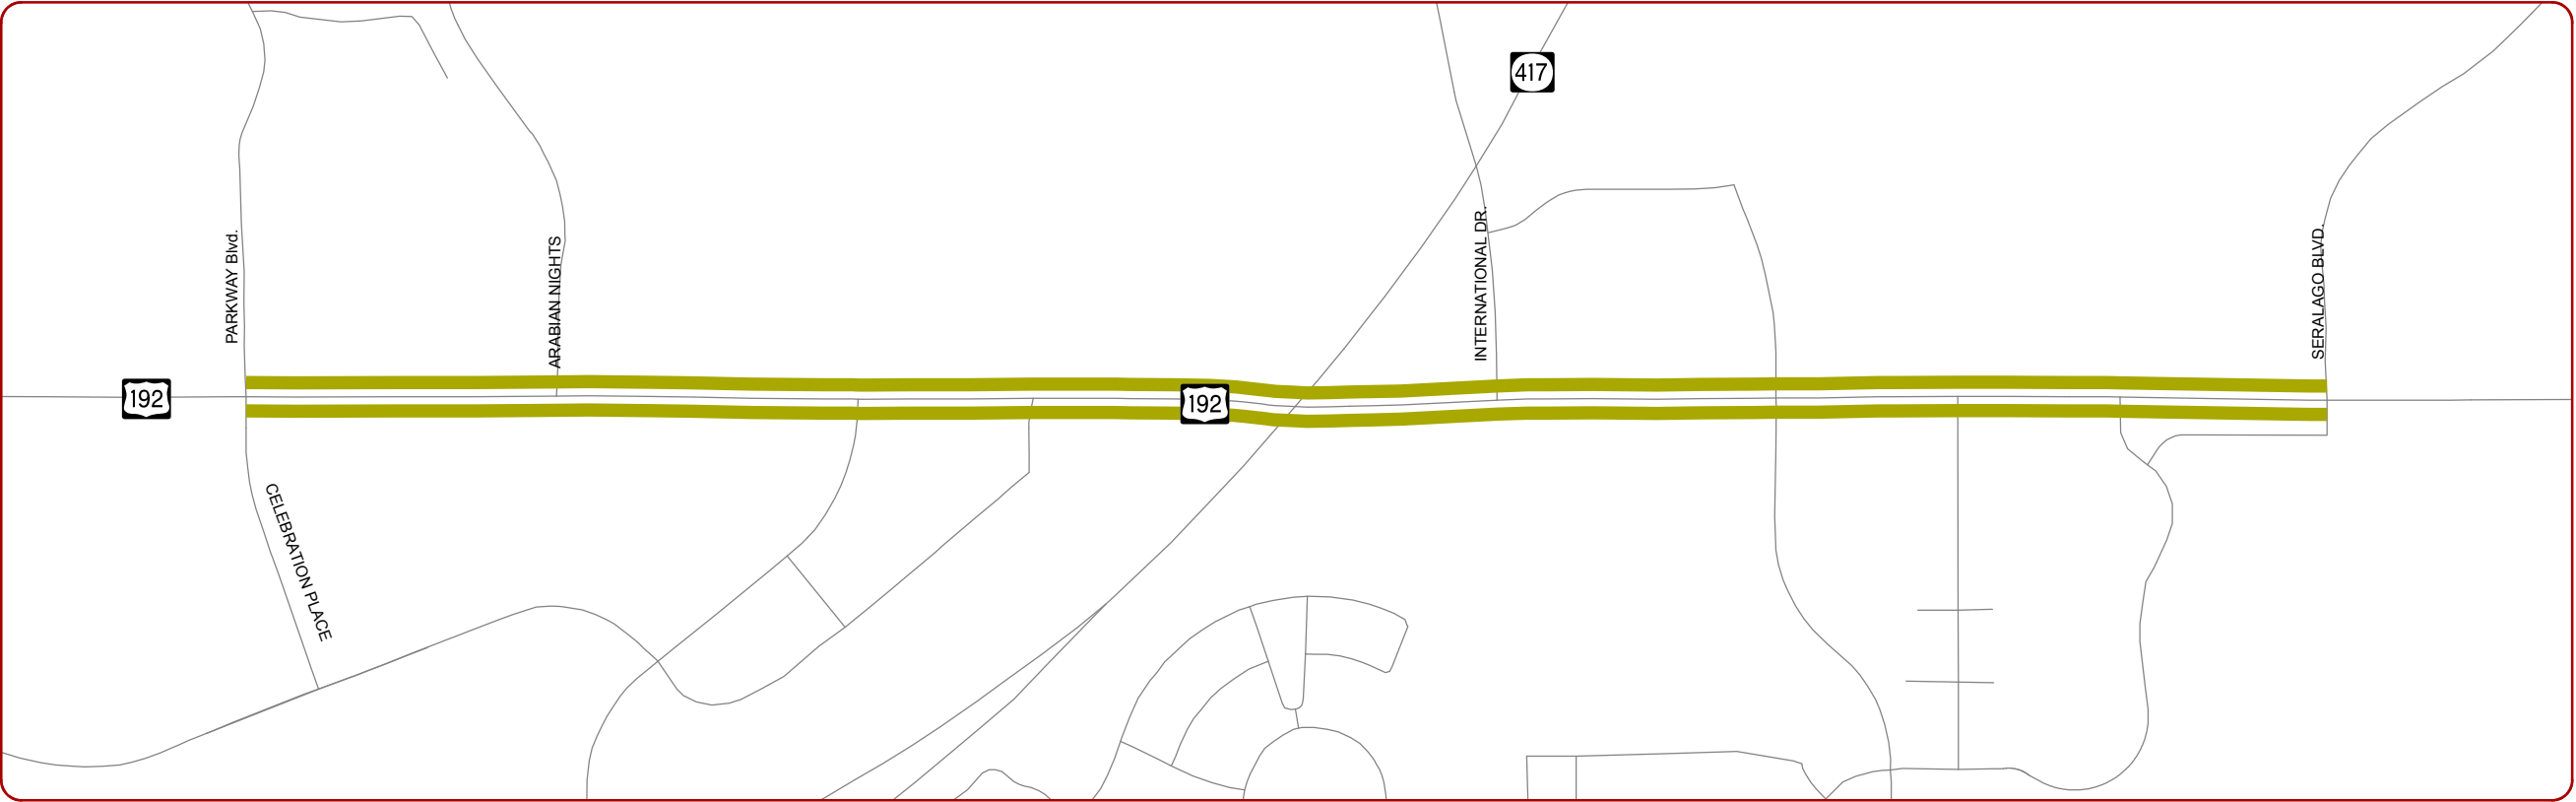 417
PARKWAY Blvd.
ARABIAN NIGHTS
INTERNATIONAL DR.
SERALAGO BLVD.
192
192
CELEBRATION PLACE